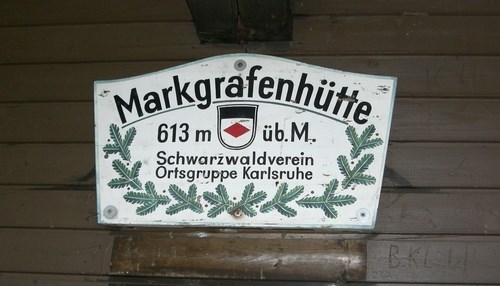 Markgrafenhütte
613 m üb.M.
Schwarzwaldverein
Ortsgruppe Karlsruhe